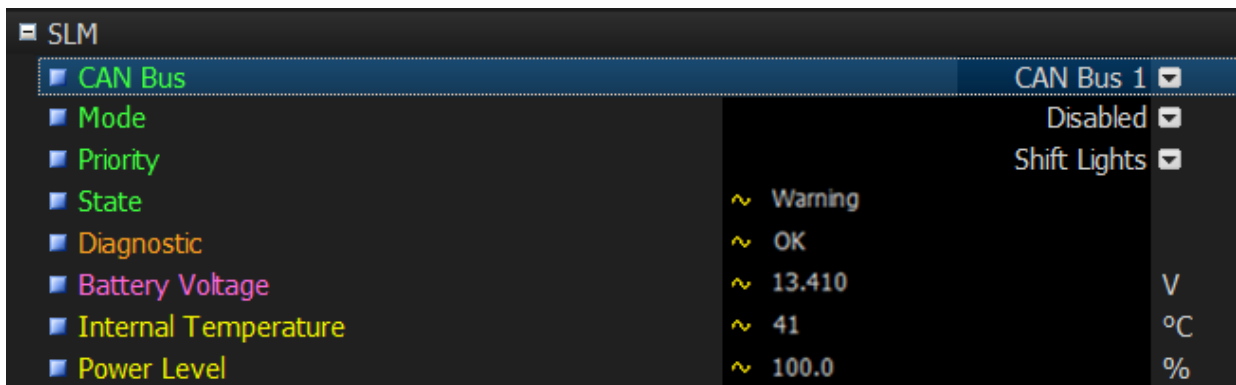 SLM
CAN Bus CAN Bus 1
Mode Disabled
Priority Shift Lights
State Warning
Diagnostic OK
Battery Voltage 13.410 V
Internal Temperature 41 ºC
Power Level 100.0 %